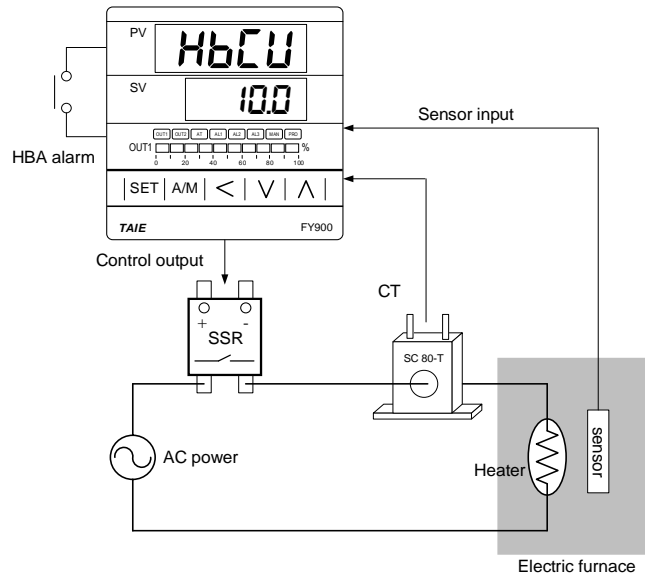 PV
HbCU
SV
10.0
OUT1 OUT2 AT AL1 AL2 AL3 MAN PRO
OUT1 %
0 20 40 60 80 100
SET A/M < ∨ ∧
TAIE FY900
HBA alarm
Sensor input
Control output
CT
+ -
SSR
SC 80-T
AC power
Heater
sensor
Electric furnace